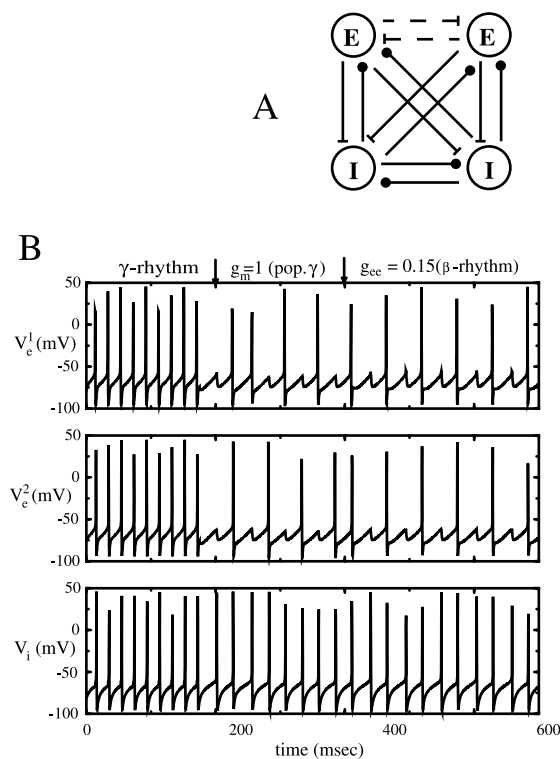 A
E E
I I
B
γ-rhythm g_m=1 (pop.γ) g_ee = 0.15(β-rhythm)
50
0
V_e^1 (mV)
-50
-100
50
0
V_e^2 (mV)
-50
-100
50
0
V_i (mV)
-50
-100
0 200 400 600
time (msec)